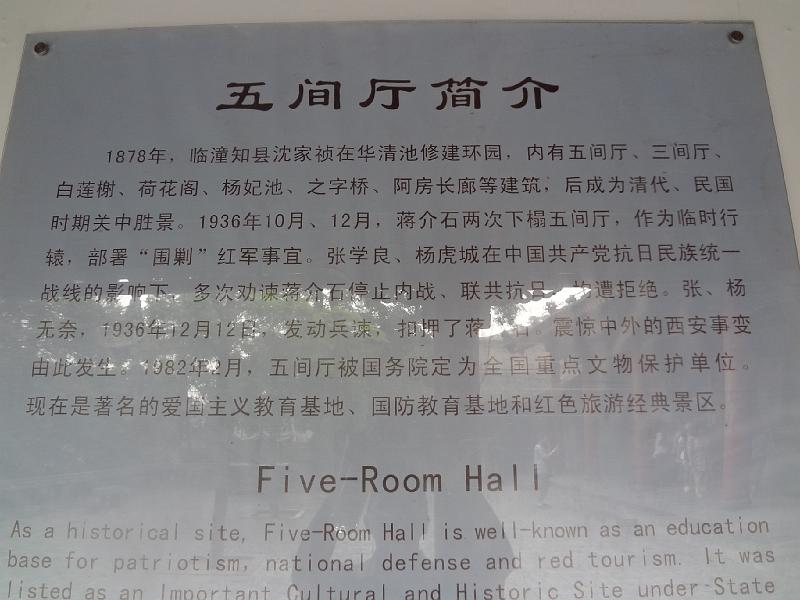 五间厅简介
1878年，临潼知县沈家祯在华清池修建环园，内有五间厅、三间厅、
白莲榭、荷花阁、杨妃池、之字桥、阿房长廊等建筑，后成为清代、民国
时期关中胜景。1936年10月、12月，蒋介石两次下榻五间厅，作为临时行
辕，部署“围剿”红军事宜。张学良、杨虎城在中国共产党抗日民族统一
战线的影响下，多次劝谏蒋介石停止内战、联共抗日，均遭拒绝。张、杨
无奈，1936年12月12日，发动兵谏，扣押了蒋介石。震惊中外的西安事变
由此发生。1982年2月，五间厅被国务院定为全国重点文物保护单位。
现在是著名的爱国主义教育基地、国防教育基地和红色旅游经典景区。
Five-Room Hall
As a historical site, Five-Room Hall is well-known as an education
base for patriotism, national defense and red tourism. It was
listed as an Important Cultural and Historic Site under State